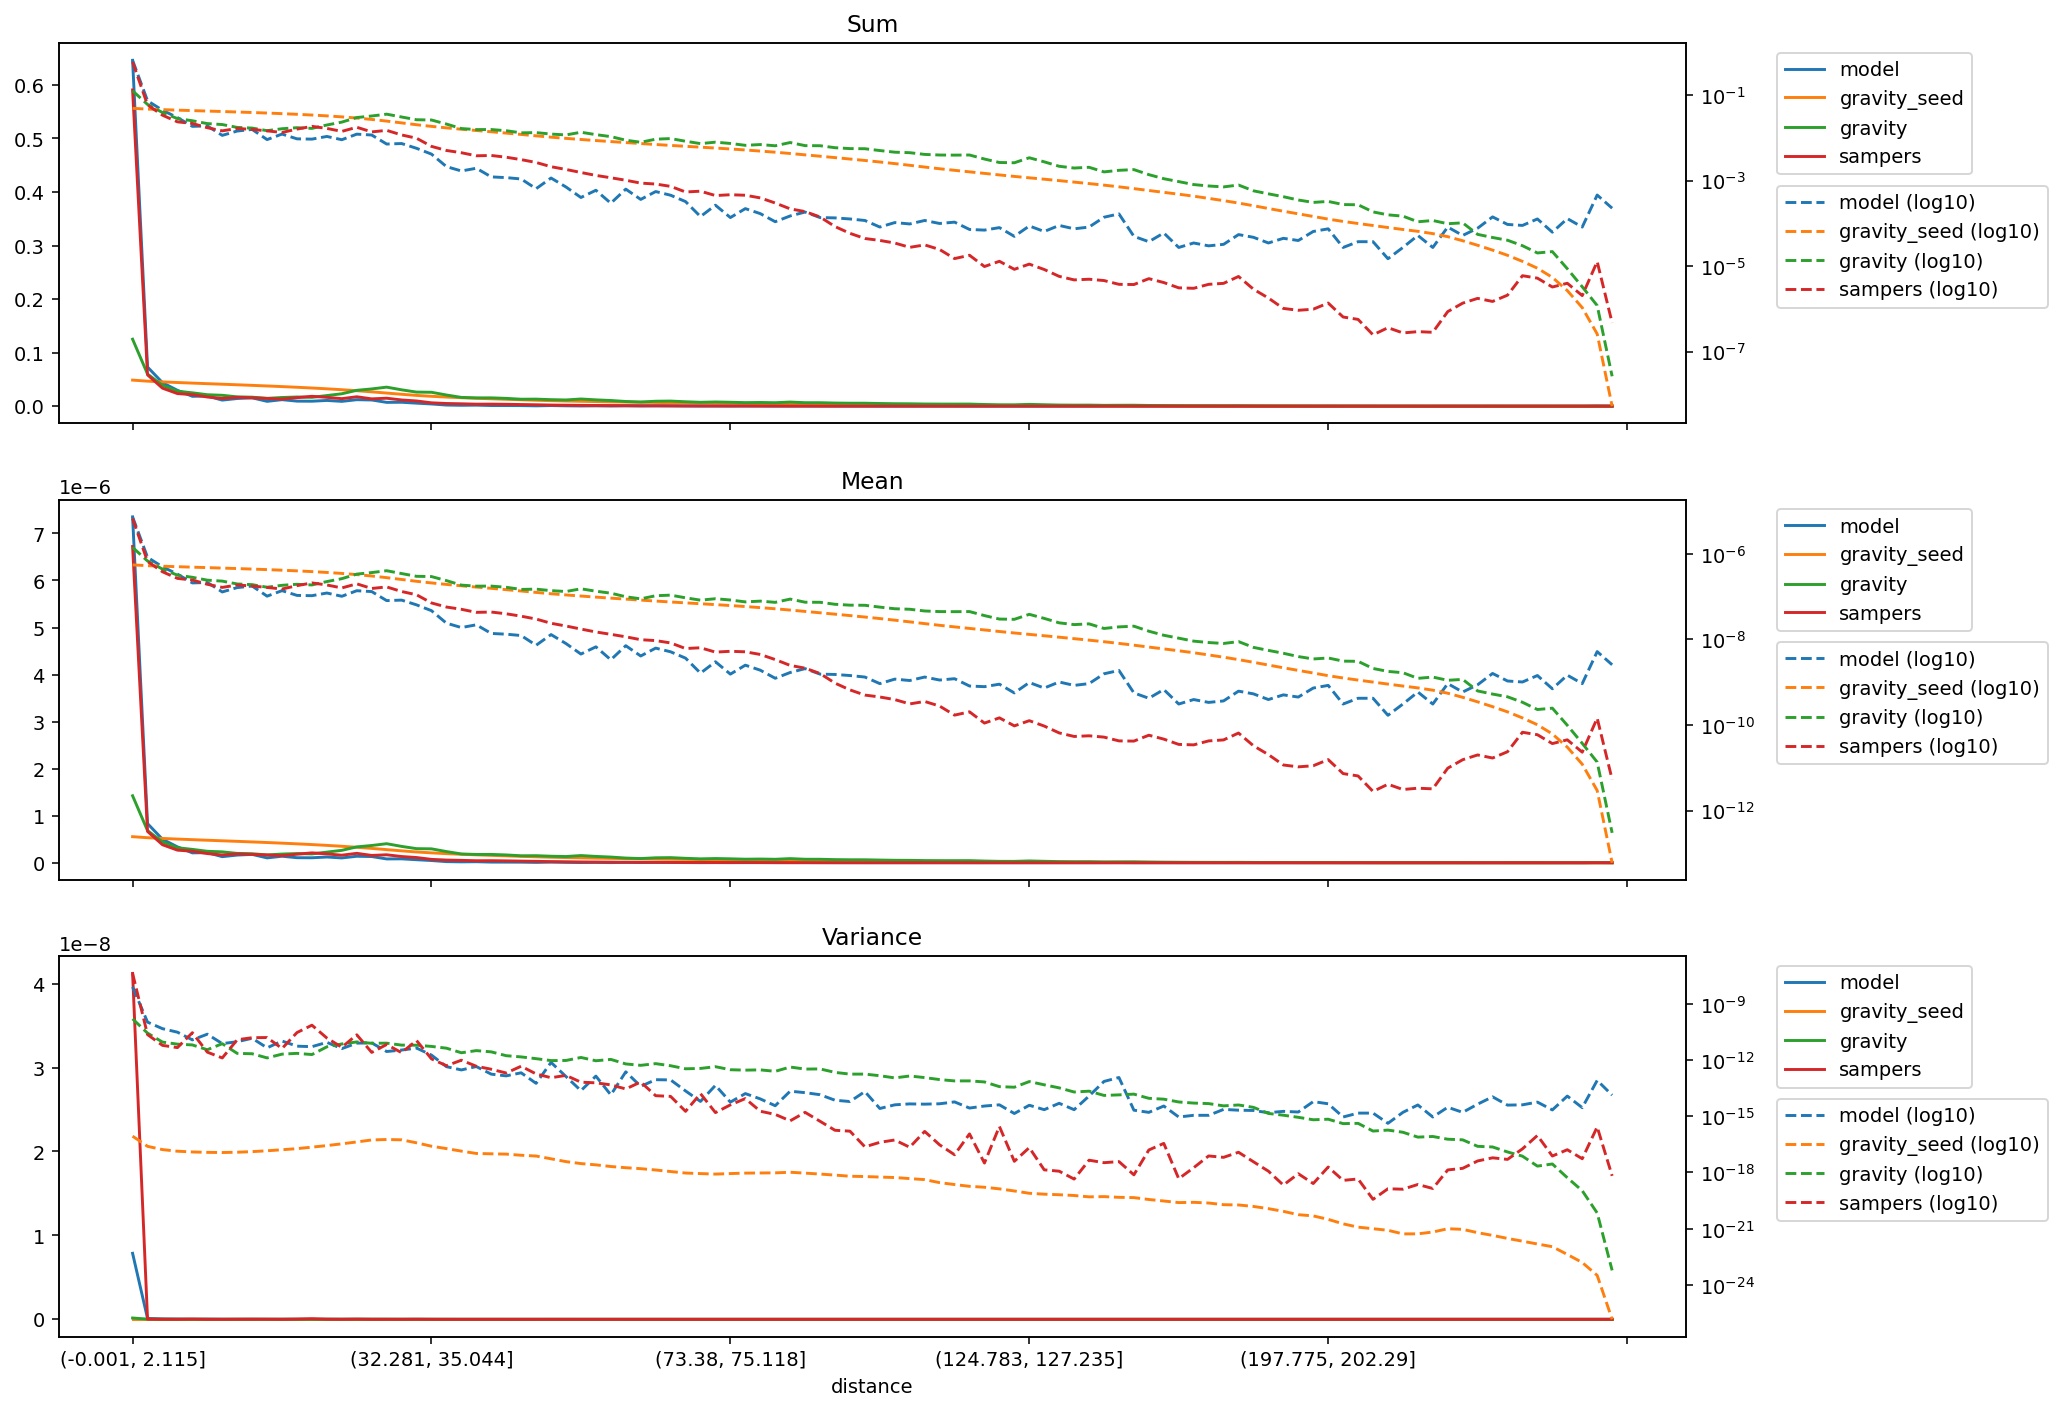 Sum
0.6
0.5
0.4
0.3
0.2
0.1
0.0
10⁻¹
10⁻³
10⁻⁵
10⁻⁷
model
gravity_seed
gravity
sampers
model (log10)
gravity_seed (log10)
gravity (log10)
sampers (log10)
1e−6
Mean
7
6
5
4
3
2
1
0
10⁻⁶
10⁻⁸
10⁻¹⁰
10⁻¹²
model
gravity_seed
gravity
sampers
model (log10)
gravity_seed (log10)
gravity (log10)
sampers (log10)
1e−8
Variance
4
3
2
1
0
10⁻⁹
10⁻¹²
10⁻¹⁵
10⁻¹⁸
10⁻²¹
10⁻²⁴
model
gravity_seed
gravity
sampers
model (log10)
gravity_seed (log10)
gravity (log10)
sampers (log10)
(-0.001, 2.115] (32.281, 35.044] (73.38, 75.118] (124.783, 127.235] (197.775, 202.29]
distance